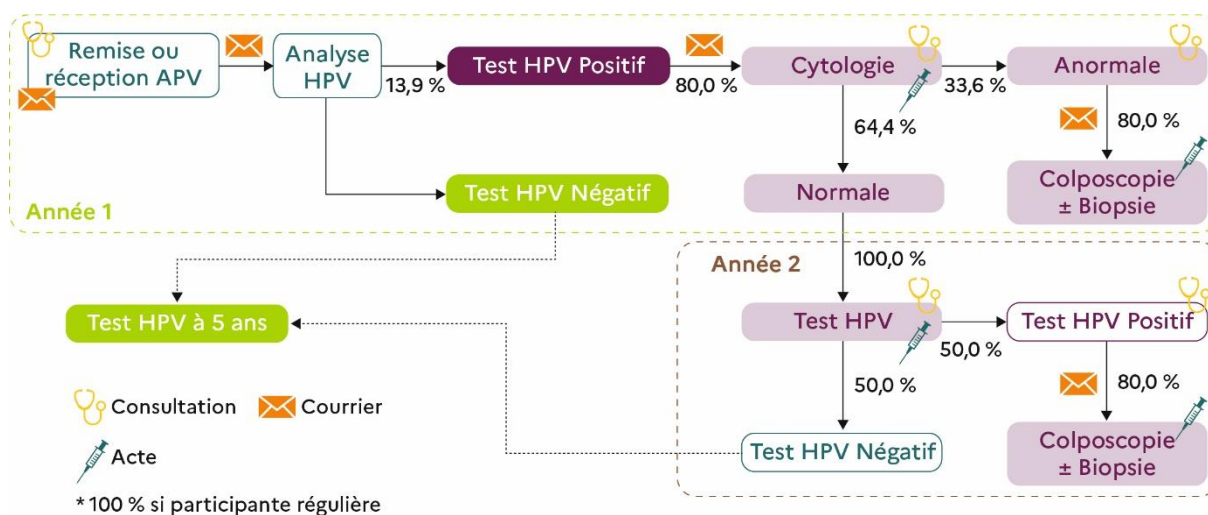 Remise ou
réception APV
Analyse
HPV
13,9 %
Test HPV Positif
80,0 %
Cytologie
33,6 %
Anormale
64,4 %
80,0 %
Test HPV Négatif
Normale
Colposcopie
± Biopsie
Année 1
100,0 %
Année 2
Test HPV à 5 ans
Test HPV
50,0 %
Test HPV Positif
50,0 %
80,0 %
Consultation
Courrier
Test HPV Négatif
Colposcopie
± Biopsie
Acte
* 100 % si participante régulière